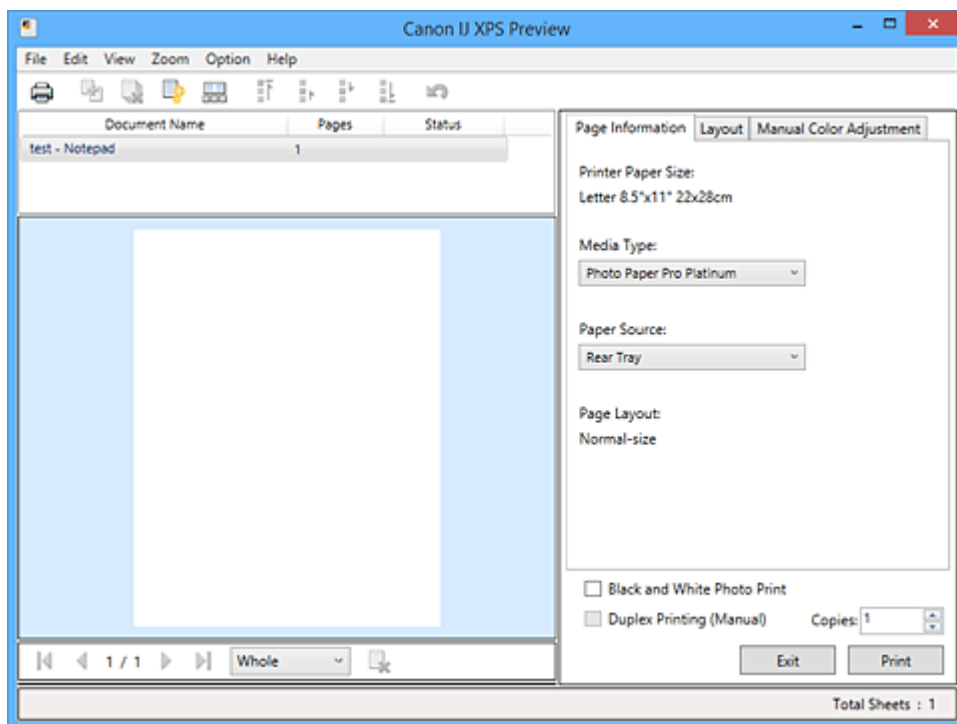 Canon IJ XPS Preview
File Edit View Zoom Option Help
Document Name Pages Status
test - Notepad 1
Page Information Layout Manual Color Adjustment
Printer Paper Size:
Letter 8.5"x11" 22x28cm
Media Type:
Photo Paper Pro Platinum
Paper Source:
Rear Tray
Page Layout:
Normal-size
Black and White Photo Print
Duplex Printing (Manual) Copies: 1
1 / 1 Whole Exit Print
Total Sheets : 1